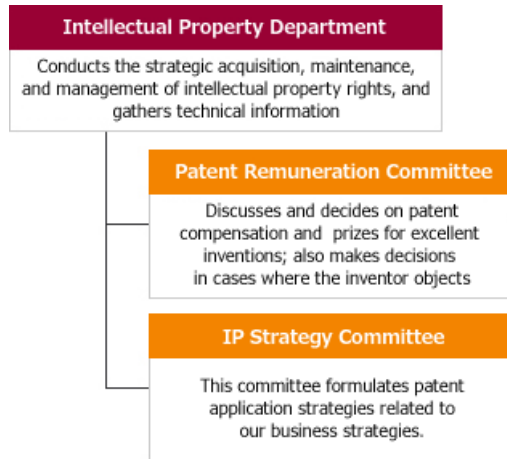 Intellectual Property Department
Conducts the strategic acquisition, maintenance,
and management of intellectual property rights, and
gathers technical information
Patent Remuneration Committee
Discusses and decides on patent
compensation and prizes for excellent
inventions; also makes decisions
in cases where the inventor objects
IP Strategy Committee
This committee formulates patent
application strategies related to
our business strategies.